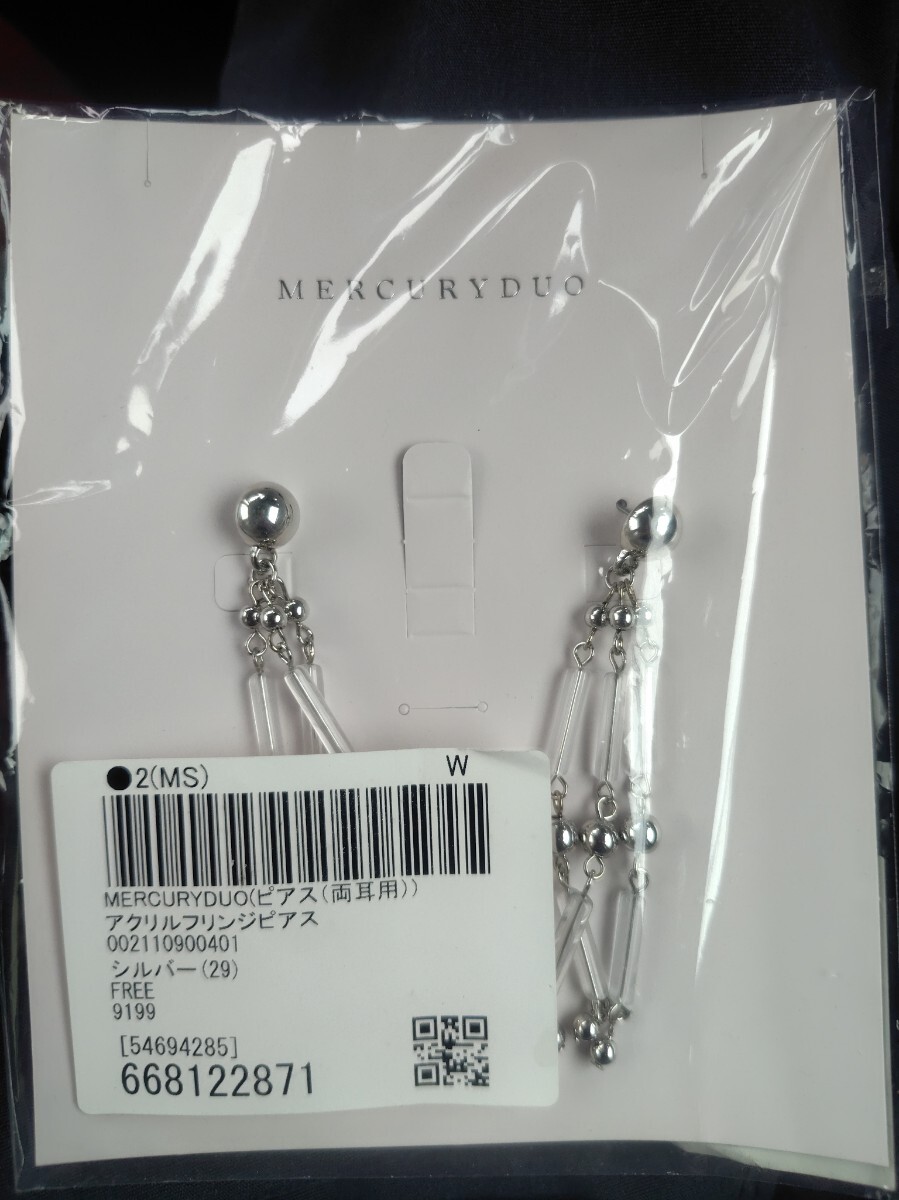 MERCURYDUO
●2(MS) W
MERCURYDUO(ピアス(両耳用))
アクリルフリンジピアス
002110900401
シルバー(29)
FREE
9199
[54694285]
668122871